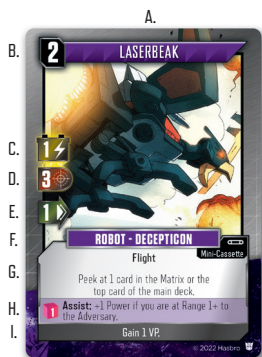 A.
B.
2
LASERBEAK
C.
1
D.
3
E.
1
F.
ROBOT - DECEPTICON
Mini-Cassette
Flight
G.
Peek at 1 card in the Matrix or the
top card of the main deck.
H.
1
Assist: +1 Power if you are at Range 1+ to
the Adversary.
I.
Gain 1 VP.
© 2022 Hasbro